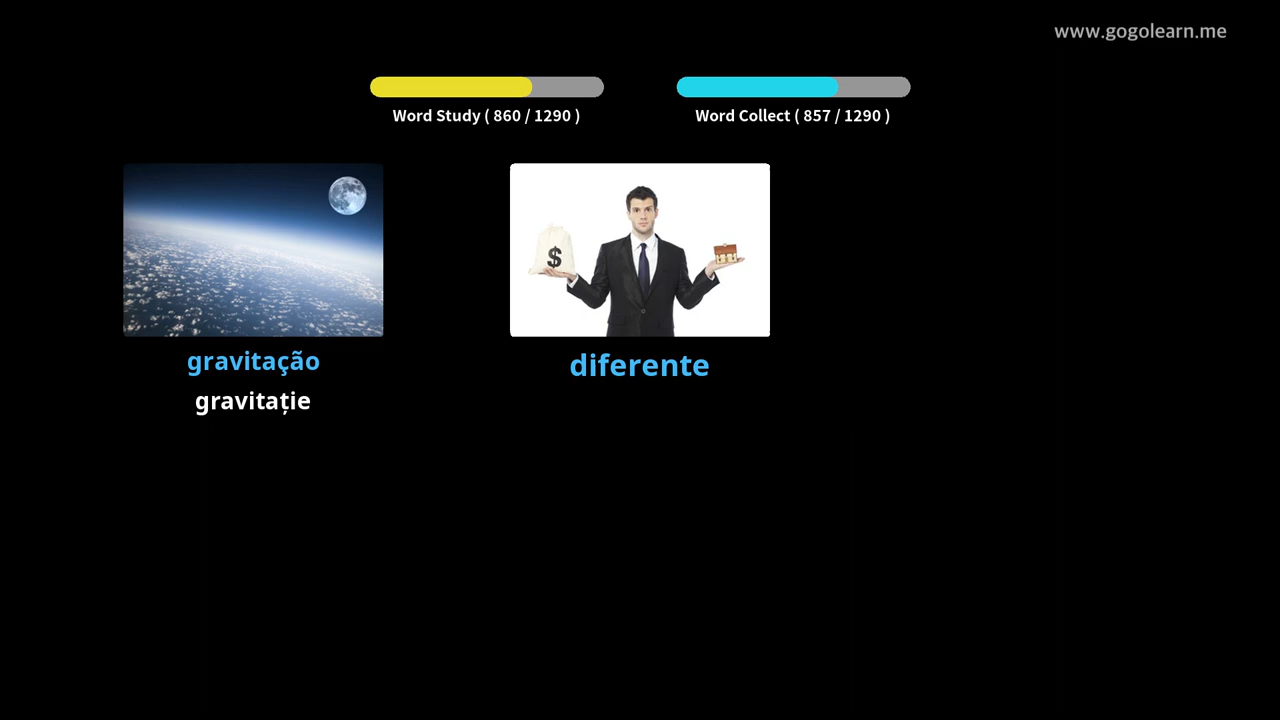 www.gogolearn.me
Word Study ( 860 / 1290 )
Word Collect ( 857 / 1290 )
$
gravitação
gravitație
diferente